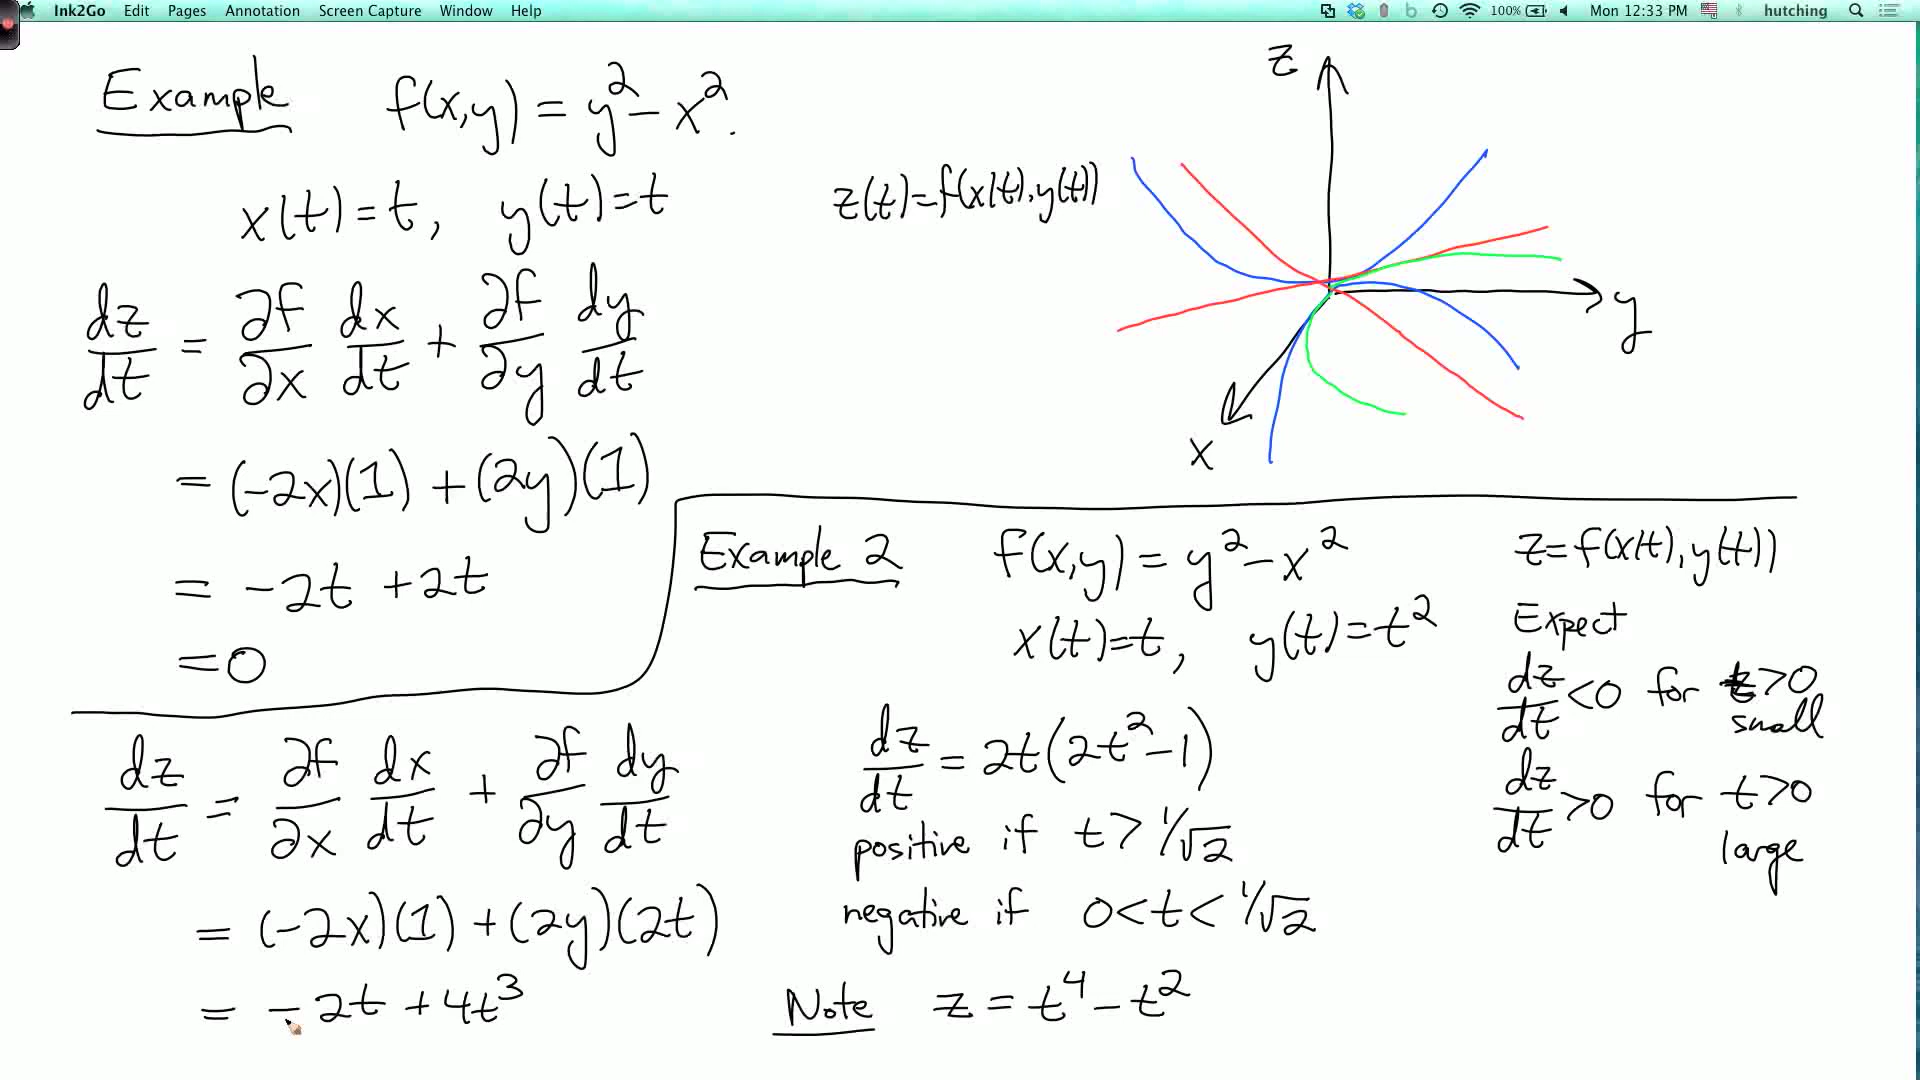 Ink2Go Edit Pages Annotation Screen Capture Window Help 100% Mon 12:33 PM hutching
Example f(x,y) = y² − x².
x(t) = t, y(t) = t
dz/dt = ∂f/∂x dx/dt + ∂f/∂y dy/dt
= (−2x)(1) + (2y)(1)
= −2t + 2t
= 0
z(t) = f(x(t), y(t))
z
y
x
Example 2 f(x,y) = y² − x²
x(t) = t, y(t) = t²
z = f(x(t), y(t))
Expect
dz/dt < 0 for t > 0
small
dz/dt > 0 for t > 0
large
dz/dt = ∂f/∂x dx/dt + ∂f/∂y dy/dt
= (−2x)(1) + (2y)(2t)
= −2t + 4t³
dz/dt = 2t(2t² − 1)
positive if t > 1/√2
negative if 0 < t < 1/√2
Note z = t⁴ − t²